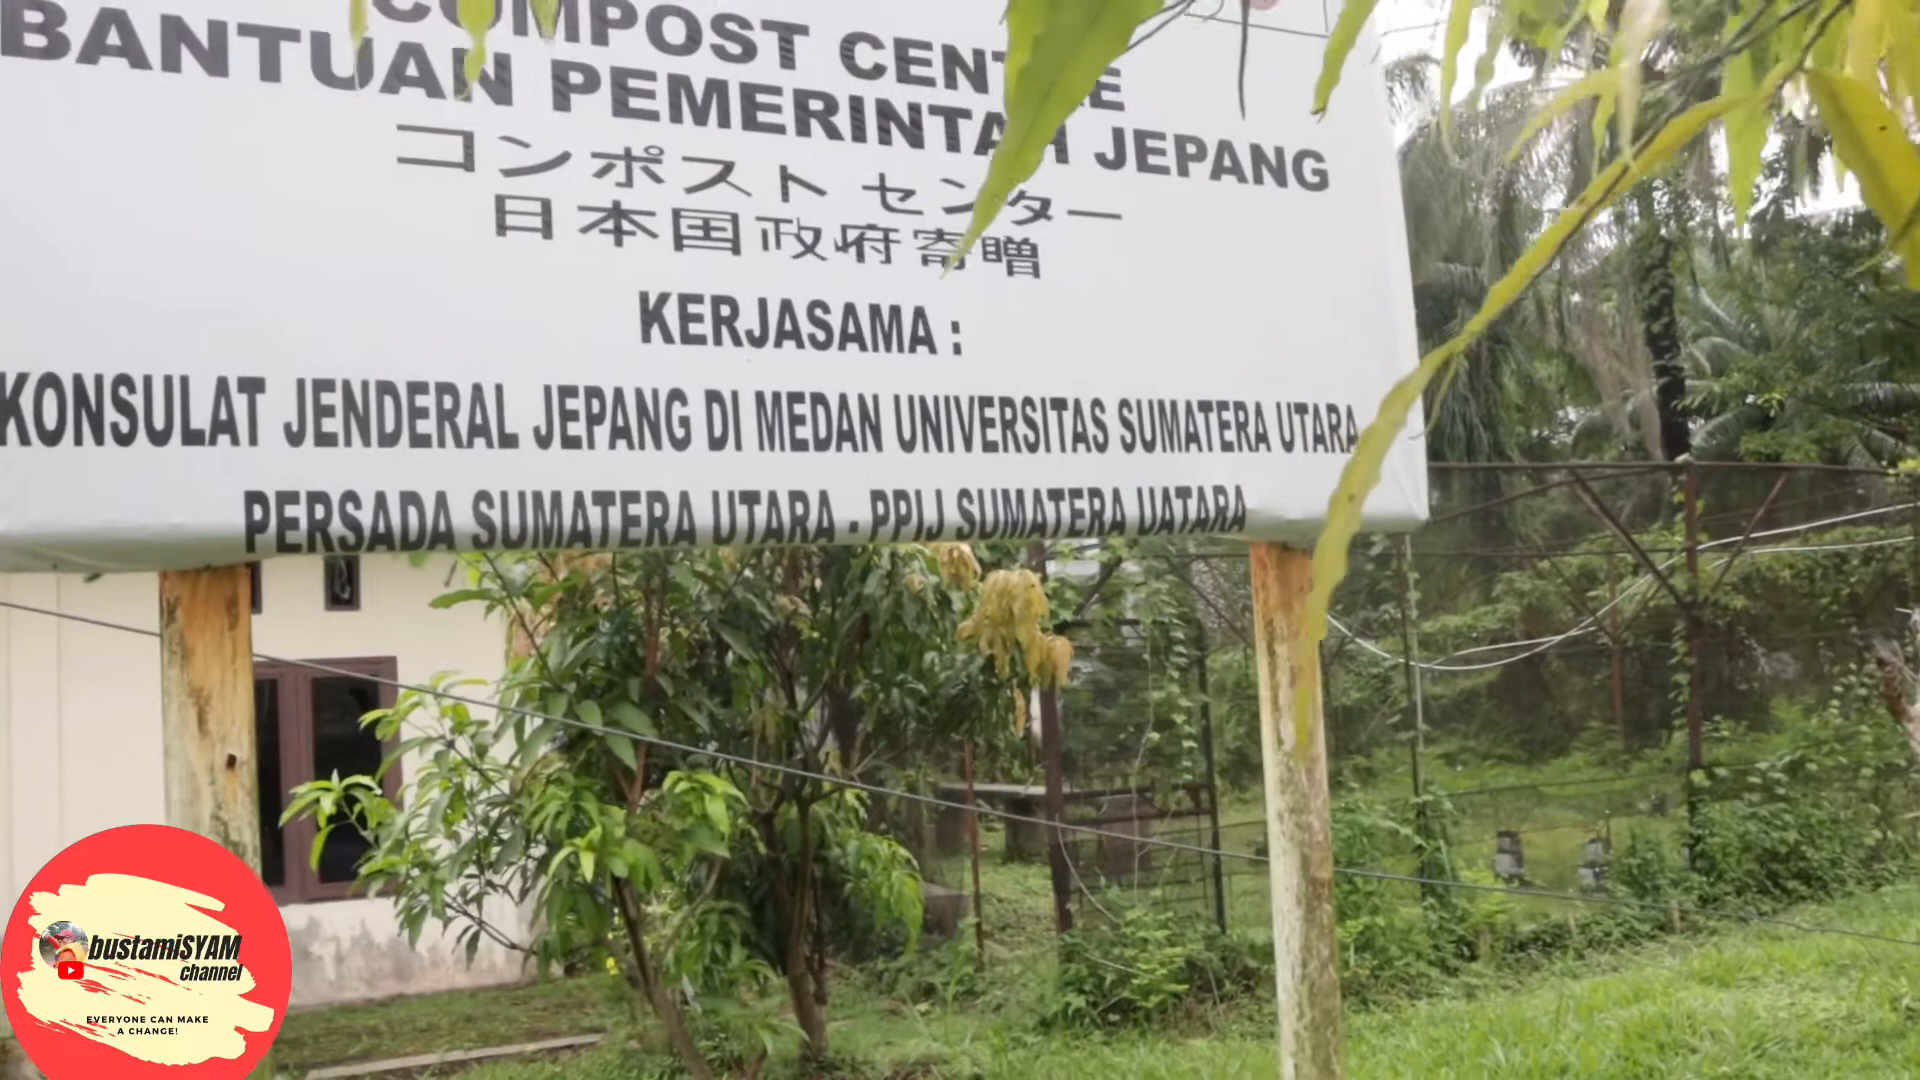 COMPOST CENTRE
BANTUAN PEMERINTAH JEPANG
コンポスト センター
日本国政府寄贈
KERJASAMA :
KONSULAT JENDERAL JEPANG DI MEDAN UNIVERSITAS SUMATERA UTARA
PERSADA SUMATERA UTARA - PPIJ SUMATERA UATARA
bustamiSYAM
channel
EVERYONE CAN MAKE
A CHANGE!